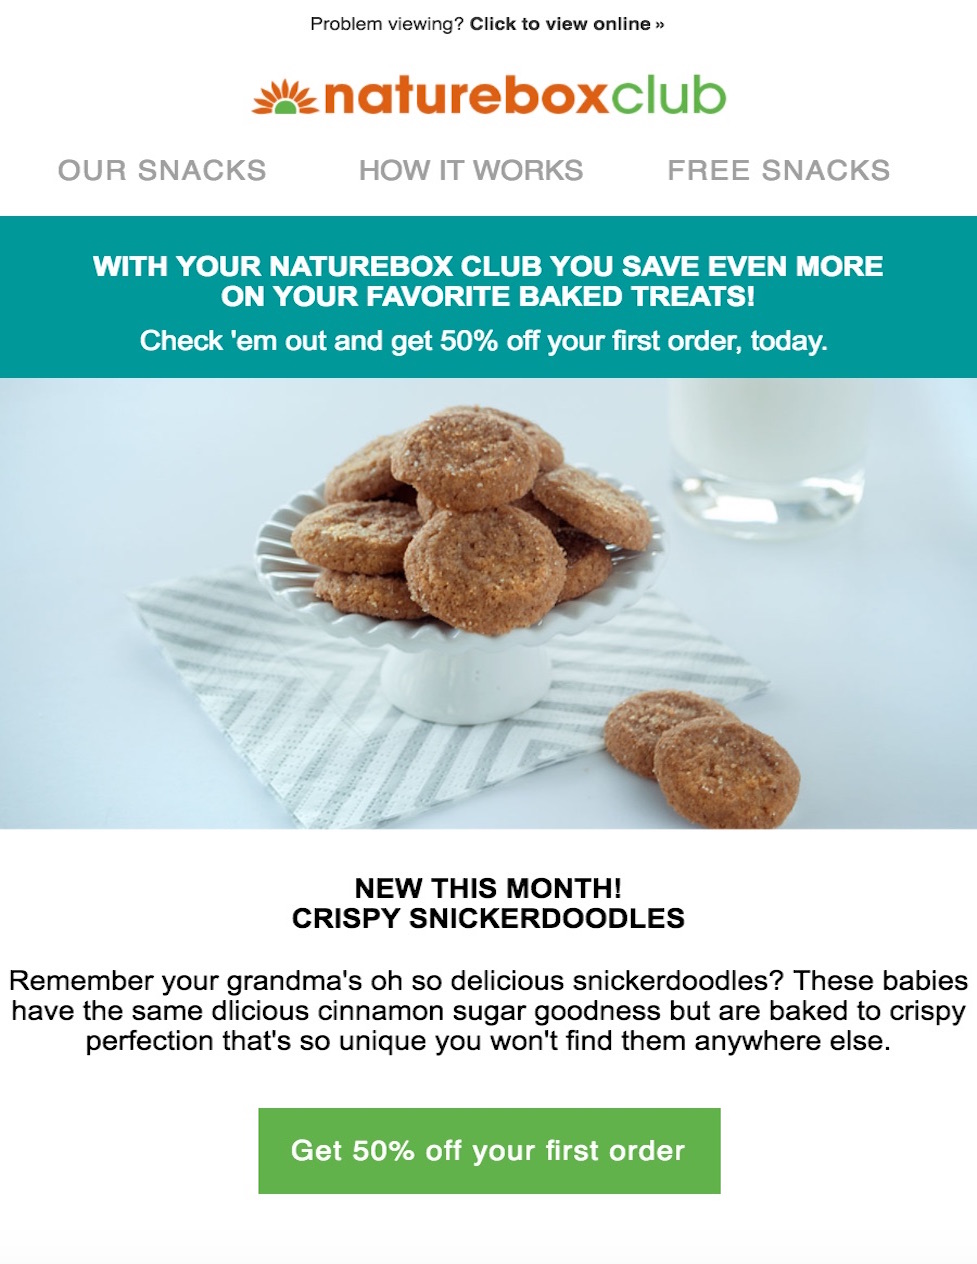 Problem viewing? Click to view online »
natureboxclub
OUR SNACKS HOW IT WORKS FREE SNACKS
WITH YOUR NATUREBOX CLUB YOU SAVE EVEN MORE
ON YOUR FAVORITE BAKED TREATS!
Check 'em out and get 50% off your first order, today.
NEW THIS MONTH!
CRISPY SNICKERDOODLES
Remember your grandma's oh so delicious snickerdoodles? These babies
have the same dlicious cinnamon sugar goodness but are baked to crispy
perfection that's so unique you won't find them anywhere else.
Get 50% off your first order